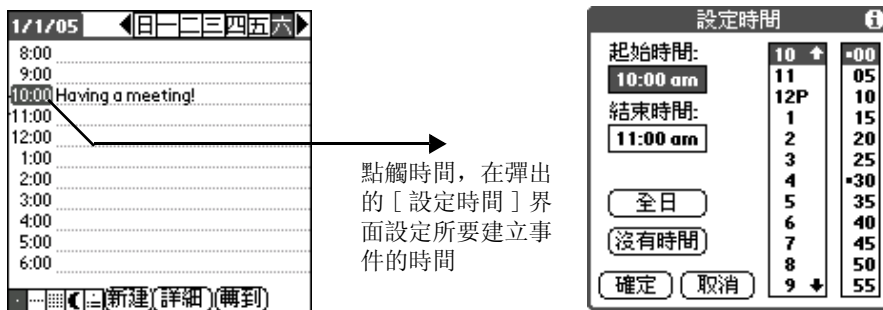 1/1/05 日 一 二 三 四 五 六
8:00
9:00
10:00 Having a meeting!
11:00
12:00
1:00
2:00
3:00
4:00
5:00
6:00
新建 詳細 轉到
點觸時間，在彈出
的［設定時間］界
面設定所要建立事
件的時間
設定時間
起始時間:
10:00 am
結束時間:
11:00 am
全日
沒有時間
確定 取消
10 00
11 05
12P 10
1 15
2 20
3 25
4 30
5 35
6 40
7 45
8 50
9 55